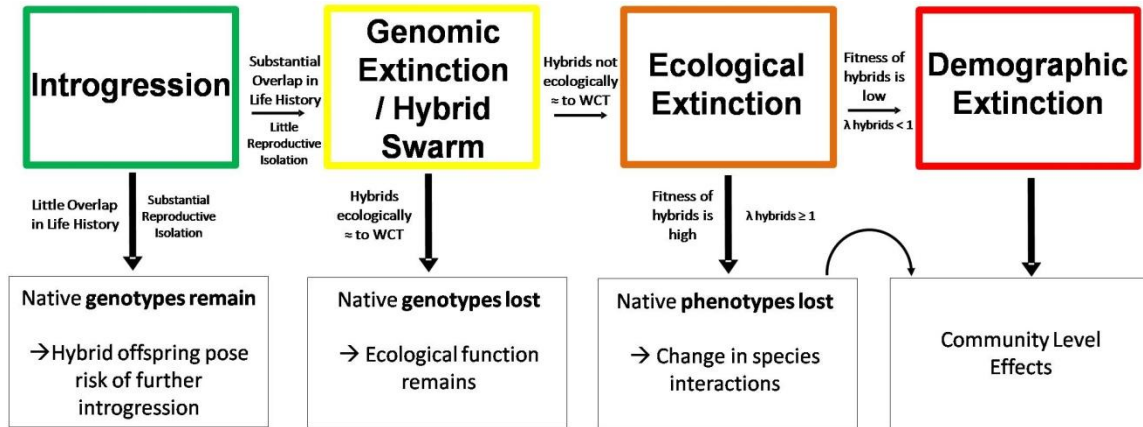 Introgression
Substantial
Overlap in
Life History
Little
Reproductive
Isolation
Genomic
Extinction
/ Hybrid
Swarm
Hybrids not
ecologically
≈ to WCT
Ecological
Extinction
Fitness of
hybrids is
low
λ hybrids < 1
Demographic
Extinction
Little Overlap
in Life History
Substantial
Reproductive
Isolation
Hybrids
ecologically
≈ to WCT
Fitness of
hybrids is
high
λ hybrids ≥ 1
Native genotypes remain
→Hybrid offspring pose
risk of further
introgression
Native genotypes lost
→ Ecological function
remains
Native phenotypes lost
→ Change in species
interactions
Community Level
Effects